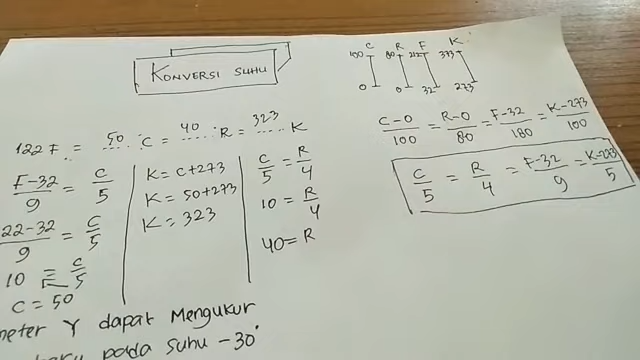 KONVERSI SUHU
C R F K
100 80 212 373
0 0 32 273
122 F = 50 C = 40 R = 323 K
F-32/9 = C/5
22-32/9 = C/5
10 = C/5
C = 50
K = C+273
K = 50+273
K = 323
C/5 = R/4
10 = R/4
40 = R
C-0/100 = R-0/80 = F-32/180 = K-273/100
C/5 = R/4 = F-32/9 = K-273/5
meter Y dapat Mengukur
pada suhu -30°